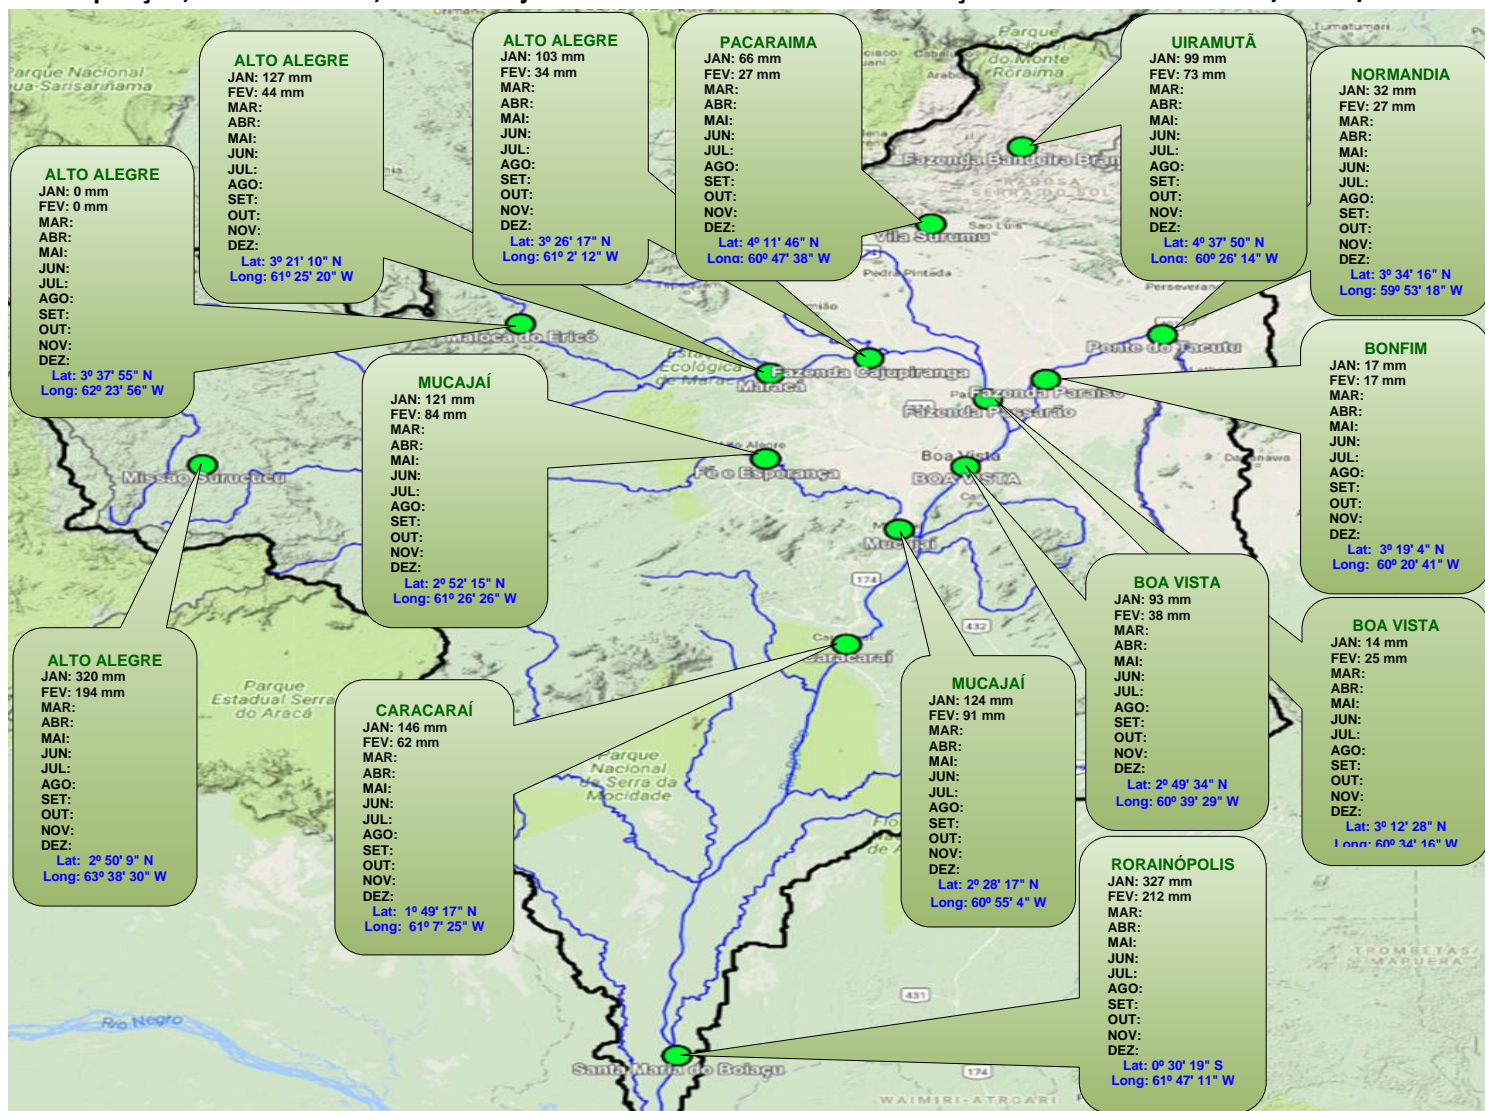 ALTO ALEGRE
JAN: 127 mm
FEV: 44 mm
MAR:
ABR:
MAI:
JUN:
JUL:
AGO:
SET:
OUT:
NOV:
DEZ:
Lat: 3º 21' 10" N
Long: 61º 25' 20" W
ALTO ALEGRE
JAN: 103 mm
FEV: 34 mm
MAR:
ABR:
MAI:
JUN:
JUL:
AGO:
SET:
OUT:
NOV:
DEZ:
Lat: 3º 26' 17" N
Long: 61º 2' 12" W
PACARAIMA
JAN: 66 mm
FEV: 27 mm
MAR:
ABR:
MAI:
JUN:
JUL:
AGO:
SET:
OUT:
NOV:
DEZ:
Lat: 4º 11' 46" N
Long: 60º 47' 38" W
UIRAMUTÃ
JAN: 99 mm
FEV: 73 mm
MAR:
ABR:
MAI:
JUN:
JUL:
AGO:
SET:
OUT:
NOV:
DEZ:
Lat: 4º 37' 50" N
Long: 60º 26' 14" W
NORMANDIA
JAN: 32 mm
FEV: 27 mm
MAR:
ABR:
MAI:
JUN:
JUL:
AGO:
SET:
OUT:
NOV:
DEZ:
Lat: 3º 34' 16" N
Long: 59º 53' 18" W
ALTO ALEGRE
JAN: 0 mm
FEV: 0 mm
MAR:
ABR:
MAI:
JUN:
JUL:
AGO:
SET:
OUT:
NOV:
DEZ:
Lat: 3º 37' 55" N
Long: 62º 23' 56" W
MUCAJAÍ
JAN: 121 mm
FEV: 84 mm
MAR:
ABR:
MAI:
JUN:
JUL:
AGO:
SET:
OUT:
NOV:
DEZ:
Lat: 2º 52' 15" N
Long: 61º 26' 26" W
BONFIM
JAN: 17 mm
FEV: 17 mm
MAR:
ABR:
MAI:
JUN:
JUL:
AGO:
SET:
OUT:
NOV:
DEZ:
Lat: 3º 19' 4" N
Long: 60º 20' 41" W
ALTO ALEGRE
JAN: 320 mm
FEV: 194 mm
MAR:
ABR:
MAI:
JUN:
JUL:
AGO:
SET:
OUT:
NOV:
DEZ:
Lat: 2º 50' 9" N
Long: 63º 38' 30" W
CARACARAÍ
JAN: 146 mm
FEV: 62 mm
MAR:
ABR:
MAI:
JUN:
JUL:
AGO:
SET:
OUT:
NOV:
DEZ:
Lat: 1º 49' 17" N
Long: 61º 7' 25" W
MUCAJAÍ
JAN: 124 mm
FEV: 91 mm
MAR:
ABR:
MAI:
JUN:
JUL:
AGO:
SET:
OUT:
NOV:
DEZ:
Lat: 2º 28' 17" N
Long: 60º 55' 4" W
BOA VISTA
JAN: 93 mm
FEV: 38 mm
MAR:
ABR:
MAI:
JUN:
JUL:
AGO:
SET:
OUT:
NOV:
DEZ:
Lat: 2º 49' 34" N
Long: 60º 39' 29" W
BOA VISTA
JAN: 14 mm
FEV: 25 mm
MAR:
ABR:
MAI:
JUN:
JUL:
AGO:
SET:
OUT:
NOV:
DEZ:
Lat: 3º 12' 28" N
Long: 60º 34' 16" W
RORAINÓPOLIS
JAN: 327 mm
FEV: 212 mm
MAR:
ABR:
MAI:
JUN:
JUL:
AGO:
SET:
OUT:
NOV:
DEZ:
Lat: 0º 30' 19" S
Long: 61º 47' 11" W
Parque Nacional
Parque
do Monte
Roraima
Tumatumari
Fazenda Bandeira Bran
RAPOSA
SERRA DO SOL
Vila Surumu
Sao Luis
Pedra Pintada
Maloca do Ericó
Ponte do Tacutu
Fazenda Cajupiranga
Maracá
Ecológica
de Marac
Fazenda Paraíso
Fazenda Passarão
Missão Surucucu
Fé e Esperança
Boa Vista
BOA VISTA
Mucajaí
174
432
Caracaraí
Parque
Estadual Serra
do Aracá
Parque
Nacional
da Serra da
Mocidade
Rio Branco
TROMBETAS/
MAPUERA
431
Rio Negro
Santa Maria do Boiaçu
174
WAIMIRI-ATROARI